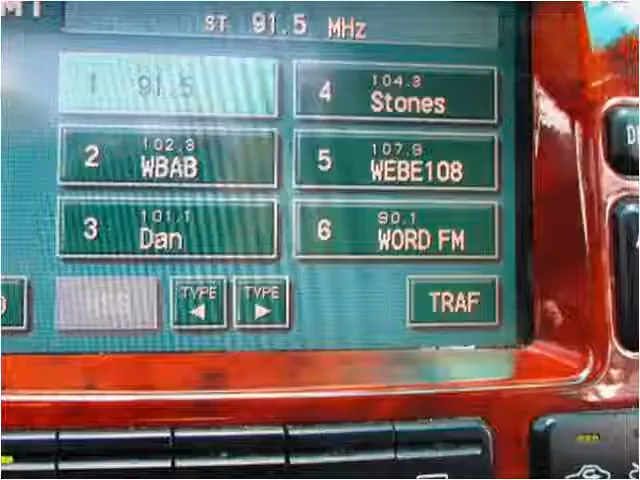 ST 91.5 MHz
1 91.5
4 104.3
Stones
2 102.3
WBAB
5 107.9
WEBE108
3 101.1
Dan
6 90.1
WORD FM
TYPE
TYPE
TRAF